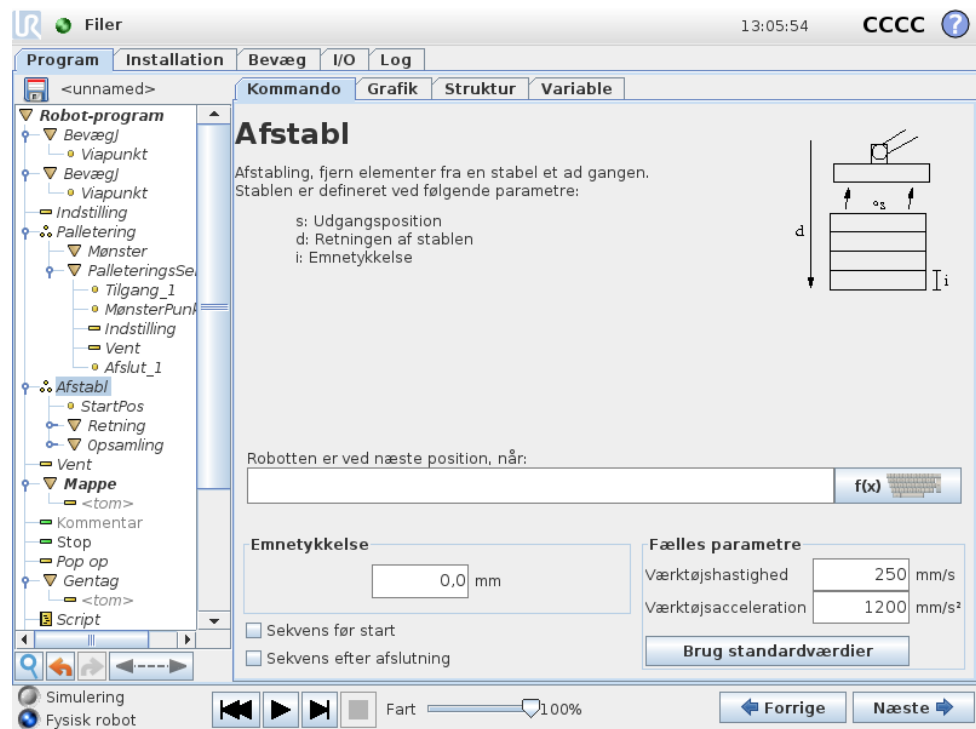 UR Filer 13:05:54 CCCC ?
Program Installation Bevæg I/O Log
<unnamed> Kommando Grafik Struktur Variable
Robot-program
BevægJ
Viapunkt
BevægJ
Viapunkt
Indstilling
Palletering
Mønster
PalleteringsSe
Tilgang_1
MønsterPunk
Indstilling
Vent
Afslut_1
Afstabl
StartPos
Retning
Opsamling
Vent
Mappe
<tom>
Kommentar
Stop
Pop op
Gentag
<tom>
Script
Afstabl
Afstabling, fjern elementer fra en stabel et ad gangen.
Stablen er defineret ved følgende parametre:
s: Udgangsposition
d: Retningen af stablen
i: Emnetykkelse
s
d
i
Robotten er ved næste position, når:
f(x)
Emnetykkelse
0,0 mm
Sekvens før start
Sekvens efter afslutning
Fælles parametre
Værktøjshastighed 250 mm/s
Værktøjsacceleration 1200 mm/s²
Brug standardværdier
Simulering
Fysisk robot
Fart 100%
Forrige Næste